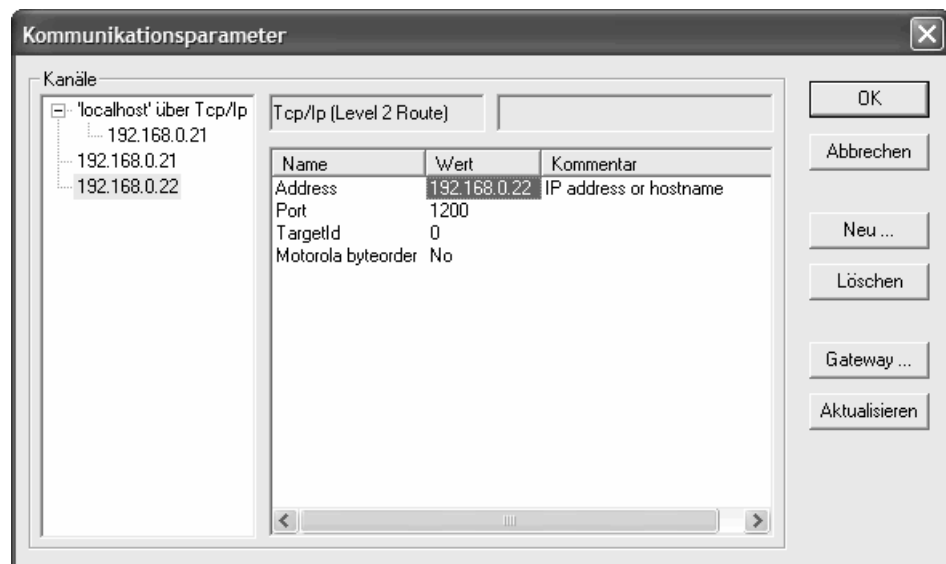 Kommunikationsparameter
Kanäle
'localhost' über Tcp/Ip
192.168.0.21
192.168.0.21
192.168.0.22
Tcp/Ip (Level 2 Route)
Name Wert Kommentar
Address 192.168.0.22 IP address or hostname
Port 1200
TargetId 0
Motorola byteorder No
OK
Abbrechen
Neu ...
Löschen
Gateway ...
Aktualisieren